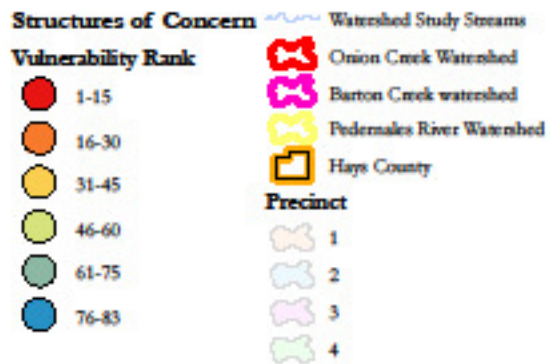 Structures of Concern
Vulnerability Rank
1-15
16-30
31-45
46-60
61-75
76-83
Watershed Study Streams
Onion Creek Watershed
Barton Creek watershed
Pedernales River Watershed
Hays County
Precinct
1
2
3
4